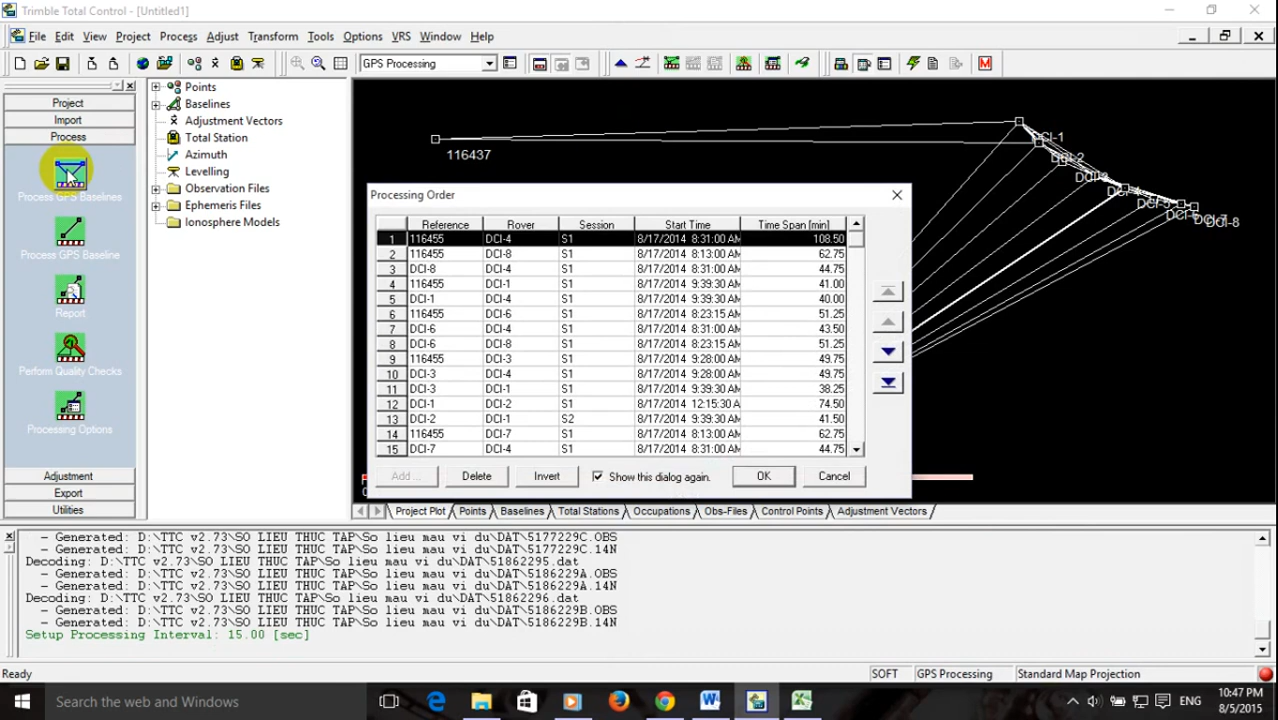 Trimble Total Control - [Untitled1]
File Edit View Project Process Adjust Transform Tools Options VRS Window Help
GPS Processing
Project
Import
Process
Process GPS Baselines
Process GPS Baseline
Report
Perform Quality Checks
Processing Options
Adjustment
Export
Utilities
Points
Baselines
Adjustment Vectors
Total Station
Azimuth
Levelling
Observation Files
Ephemeris Files
Ionosphere Models
116437
DCI-1
DCI-2
DCI-3
DCI-4
DCI-5
DCI-8
Processing Order
Reference Rover Session Start Time Time Span [min]
1 116455 DCI-4 S1 8/17/2014 8:31:00 AM 108.50
2 116455 DCI-8 S1 8/17/2014 8:13:00 AM 62.75
3 DCI-8 DCI-4 S1 8/17/2014 8:31:00 AM 44.75
4 116455 DCI-1 S1 8/17/2014 9:39:30 AM 41.00
5 DCI-1 DCI-4 S1 8/17/2014 9:39:30 AM 40.00
6 116455 DCI-6 S1 8/17/2014 8:23:15 AM 51.25
7 DCI-6 DCI-4 S1 8/17/2014 8:31:00 AM 43.50
8 DCI-6 DCI-8 S1 8/17/2014 8:23:15 AM 51.25
9 116455 DCI-3 S1 8/17/2014 9:28:00 AM 49.75
10 DCI-3 DCI-4 S1 8/17/2014 9:28:00 AM 49.75
11 DCI-3 DCI-1 S1 8/17/2014 9:39:30 AM 38.25
12 DCI-1 DCI-2 S1 8/17/2014 12:15:30 A 74.50
13 DCI-2 DCI-1 S2 8/17/2014 9:39:30 AM 41.50
14 116455 DCI-7 S1 8/17/2014 8:13:00 AM 62.75
15 DCI-7 DCI-4 S1 8/17/2014 8:31:00 AM 44.75
Add ... Delete Invert Show this dialog again. OK Cancel
Project Plot Points Baselines Total Stations Occupations Obs-Files Control Points Adjustment Vectors
- Generated: D:\TTC v2.73\SO LIEU THUC TAP\So lieu mau vi du\DAT\5177229C.OBS
- Generated: D:\TTC v2.73\SO LIEU THUC TAP\So lieu mau vi du\DAT\5177229C.14N
Decoding: D:\TTC v2.73\SO LIEU THUC TAP\So lieu mau vi du\DAT\51862295.dat
- Generated: D:\TTC v2.73\SO LIEU THUC TAP\So lieu mau vi du\DAT\5186229A.OBS
- Generated: D:\TTC v2.73\SO LIEU THUC TAP\So lieu mau vi du\DAT\5186229A.14N
Decoding: D:\TTC v2.73\SO LIEU THUC TAP\So lieu mau vi du\DAT\51862296.dat
- Generated: D:\TTC v2.73\SO LIEU THUC TAP\So lieu mau vi du\DAT\5186229B.OBS
- Generated: D:\TTC v2.73\SO LIEU THUC TAP\So lieu mau vi du\DAT\5186229B.14N
Setup Processing Interval: 15.00 [sec]
Ready SOFT GPS Processing Standard Map Projection
Search the web and Windows
ENG
10:47 PM
8/5/2015